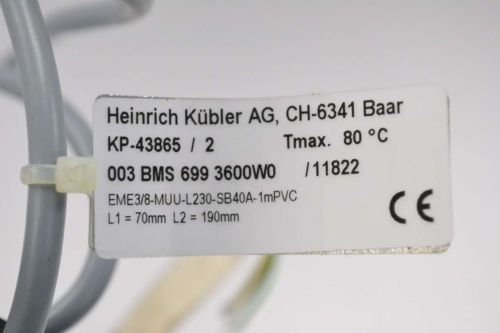 Heinrich Kübler AG, CH-6341 Baar
KP-43865 / 2 Tmax. 80 °C
003 BMS 699 3600W0 /11822
EME3/8-MUU-L230-SB40A-1mPVC
L1 = 70mm L2 = 190mm
CE